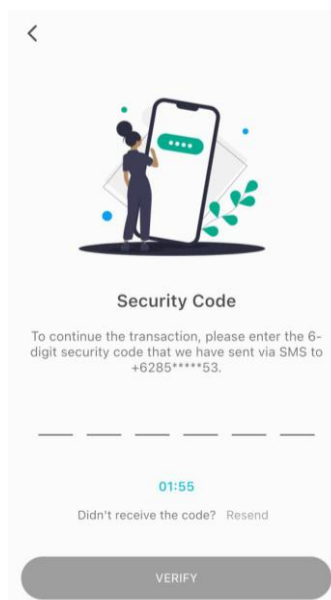 Security Code
To continue the transaction, please enter the 6-
digit security code that we have sent via SMS to
+6285*****53.
01:55
Didn't receive the code? Resend
VERIFY